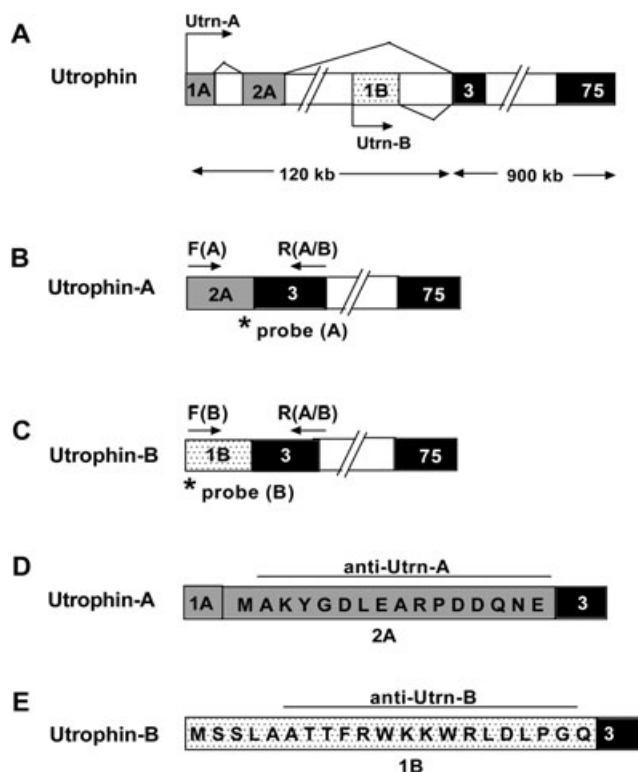 A
Utrn-A
Utrophin
1A 2A 1B 3 75
Utrn-B
120 kb 900 kb
B
F(A) R(A/B)
Utrophin-A
2A 3 75
* probe (A)
C
F(B) R(A/B)
Utrophin-B
1B 3 75
* probe (B)
D
anti-Utrn-A
Utrophin-A
1A M A K Y G D L E A R P D D Q N E 3
2A
E
anti-Utrn-B
Utrophin-B
M S S L A A T T F R W K K W R L D L P G Q 3
1B